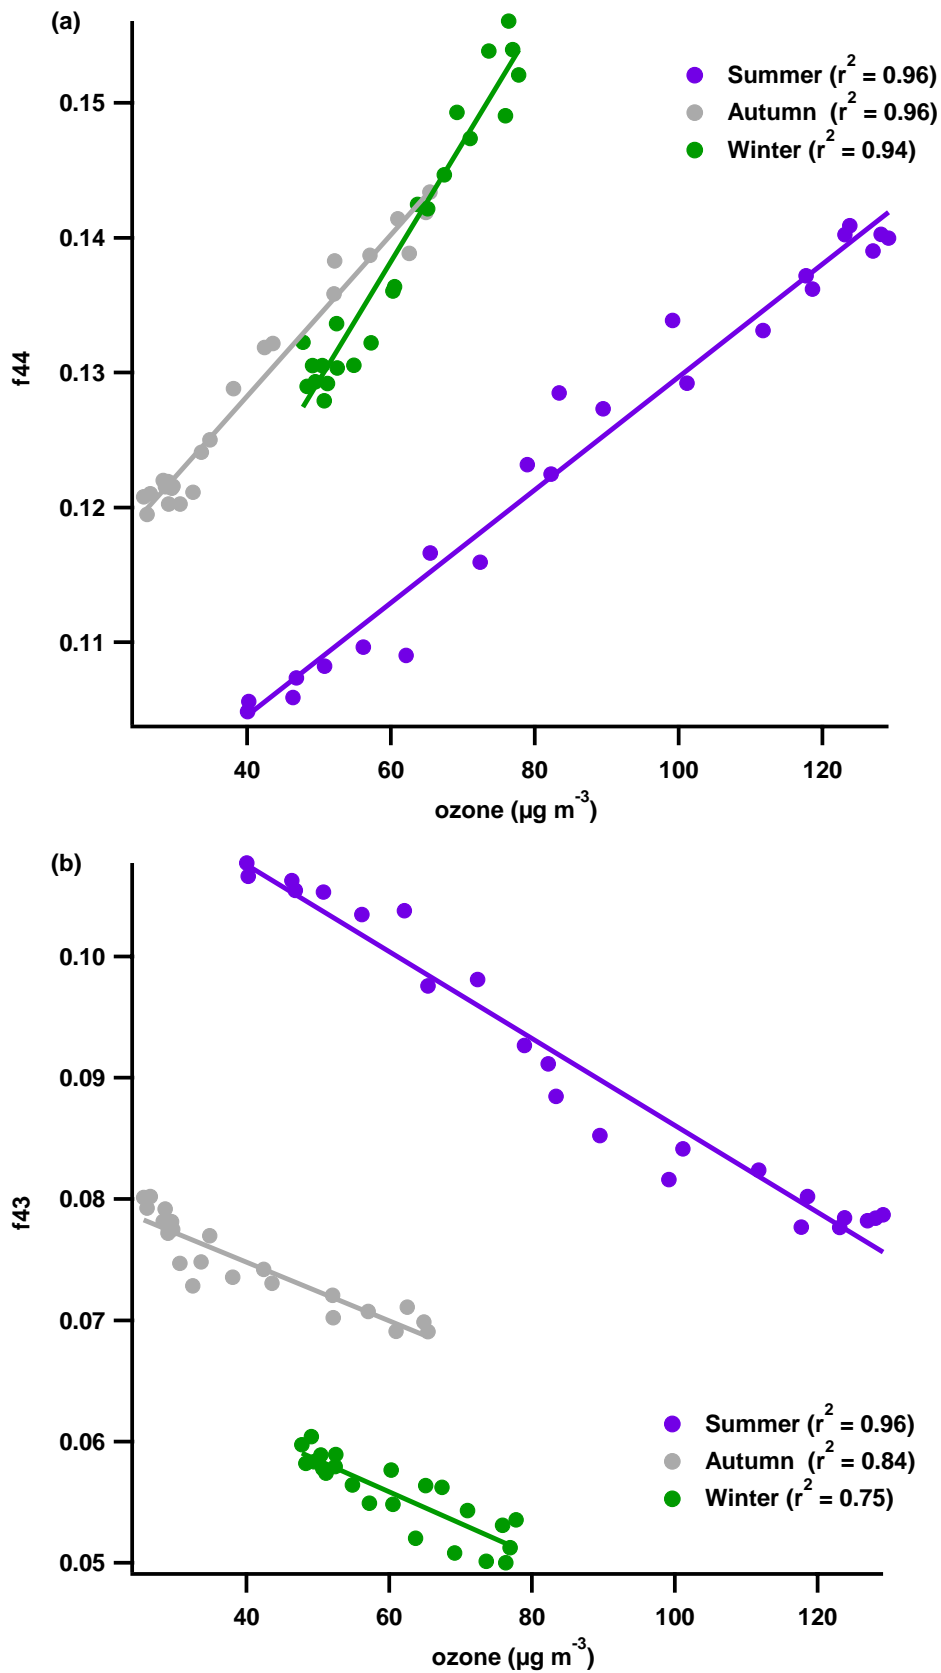 (a)
Summer (r² = 0.96)
Autumn (r² = 0.96)
Winter (r² = 0.94)
0.15
0.14
0.13
0.12
0.11
f44
40 60 80 100 120
ozone (µg m⁻³)
(b)
0.10
0.09
0.08
0.07
0.06
0.05
f43
Summer (r² = 0.96)
Autumn (r² = 0.84)
Winter (r² = 0.75)
40 60 80 100 120
ozone (µg m⁻³)